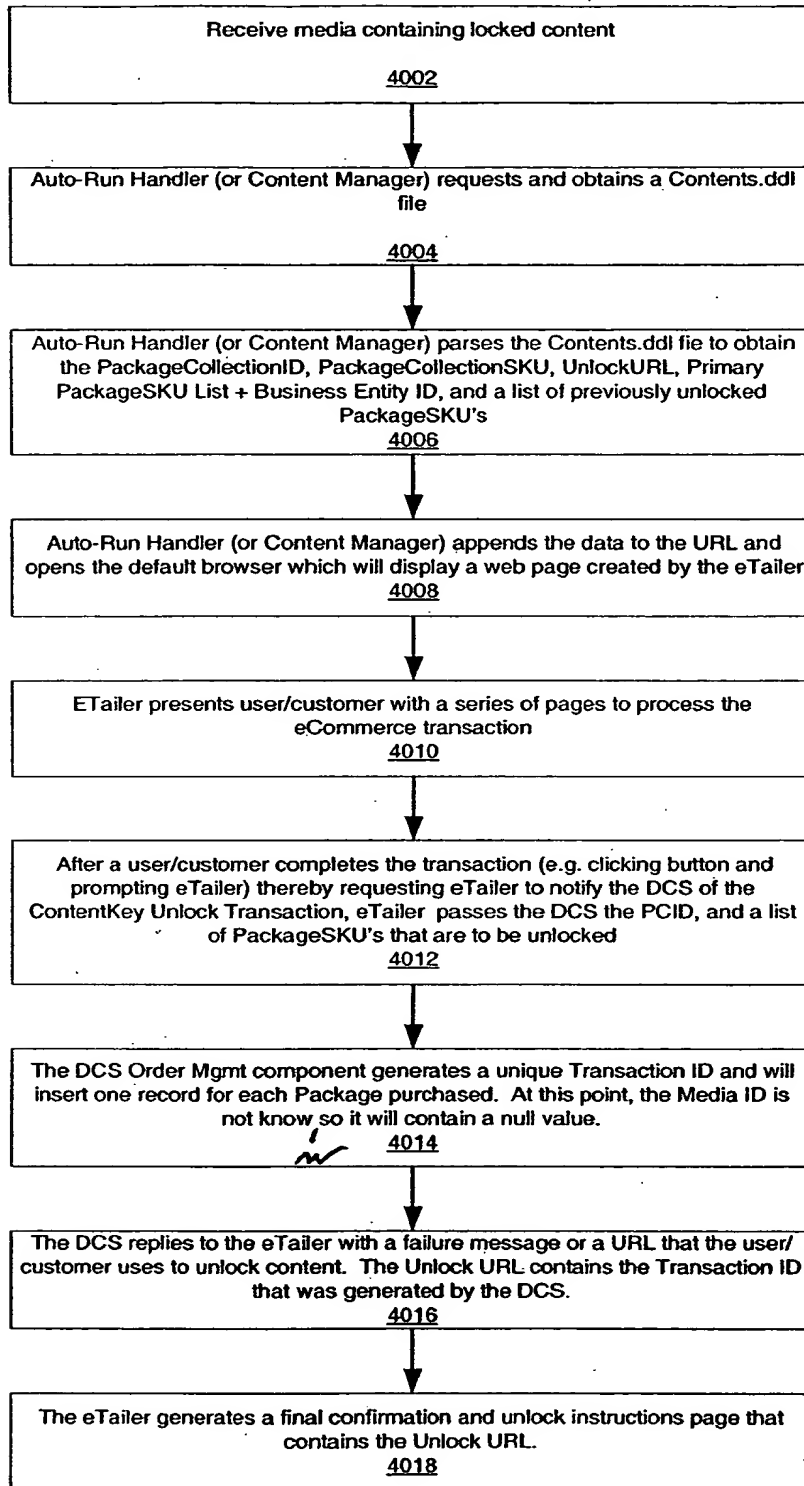 Receive media containing locked content
4002
Auto-Run Handler (or Content Manager) requests and obtains a Contents.ddl
file
4004
Auto-Run Handler (or Content Manager) parses the Contents.ddl fie to obtain
the PackageCollectionID, PackageCollectionSKU, UnlockURL, Primary
PackageSKU List + Business Entity ID, and a list of previously unlocked
PackageSKU's
4006
Auto-Run Handler (or Content Manager) appends the data to the URL and
opens the default browser which will display a web page created by the eTailer
4008
ETailer presents user/customer with a series of pages to process the
eCommerce transaction
4010
After a user/customer completes the transaction (e.g. clicking button and
prompting eTailer) thereby requesting eTailer to notify the DCS of the
ContentKey Unlock Transaction, eTailer passes the DCS the PCID, and a list
of PackageSKU's that are to be unlocked
4012
The DCS Order Mgmt component generates a unique Transaction ID and will
insert one record for each Package purchased. At this point, the Media ID is
not know so it will contain a null value.
n
4014
The DCS replies to the eTailer with a failure message or a URL that the user/
customer uses to unlock content. The Unlock URL contains the Transaction ID
that was generated by the DCS.
4016
The eTailer generates a final confirmation and unlock instructions page that
contains the Unlock URL.
4018